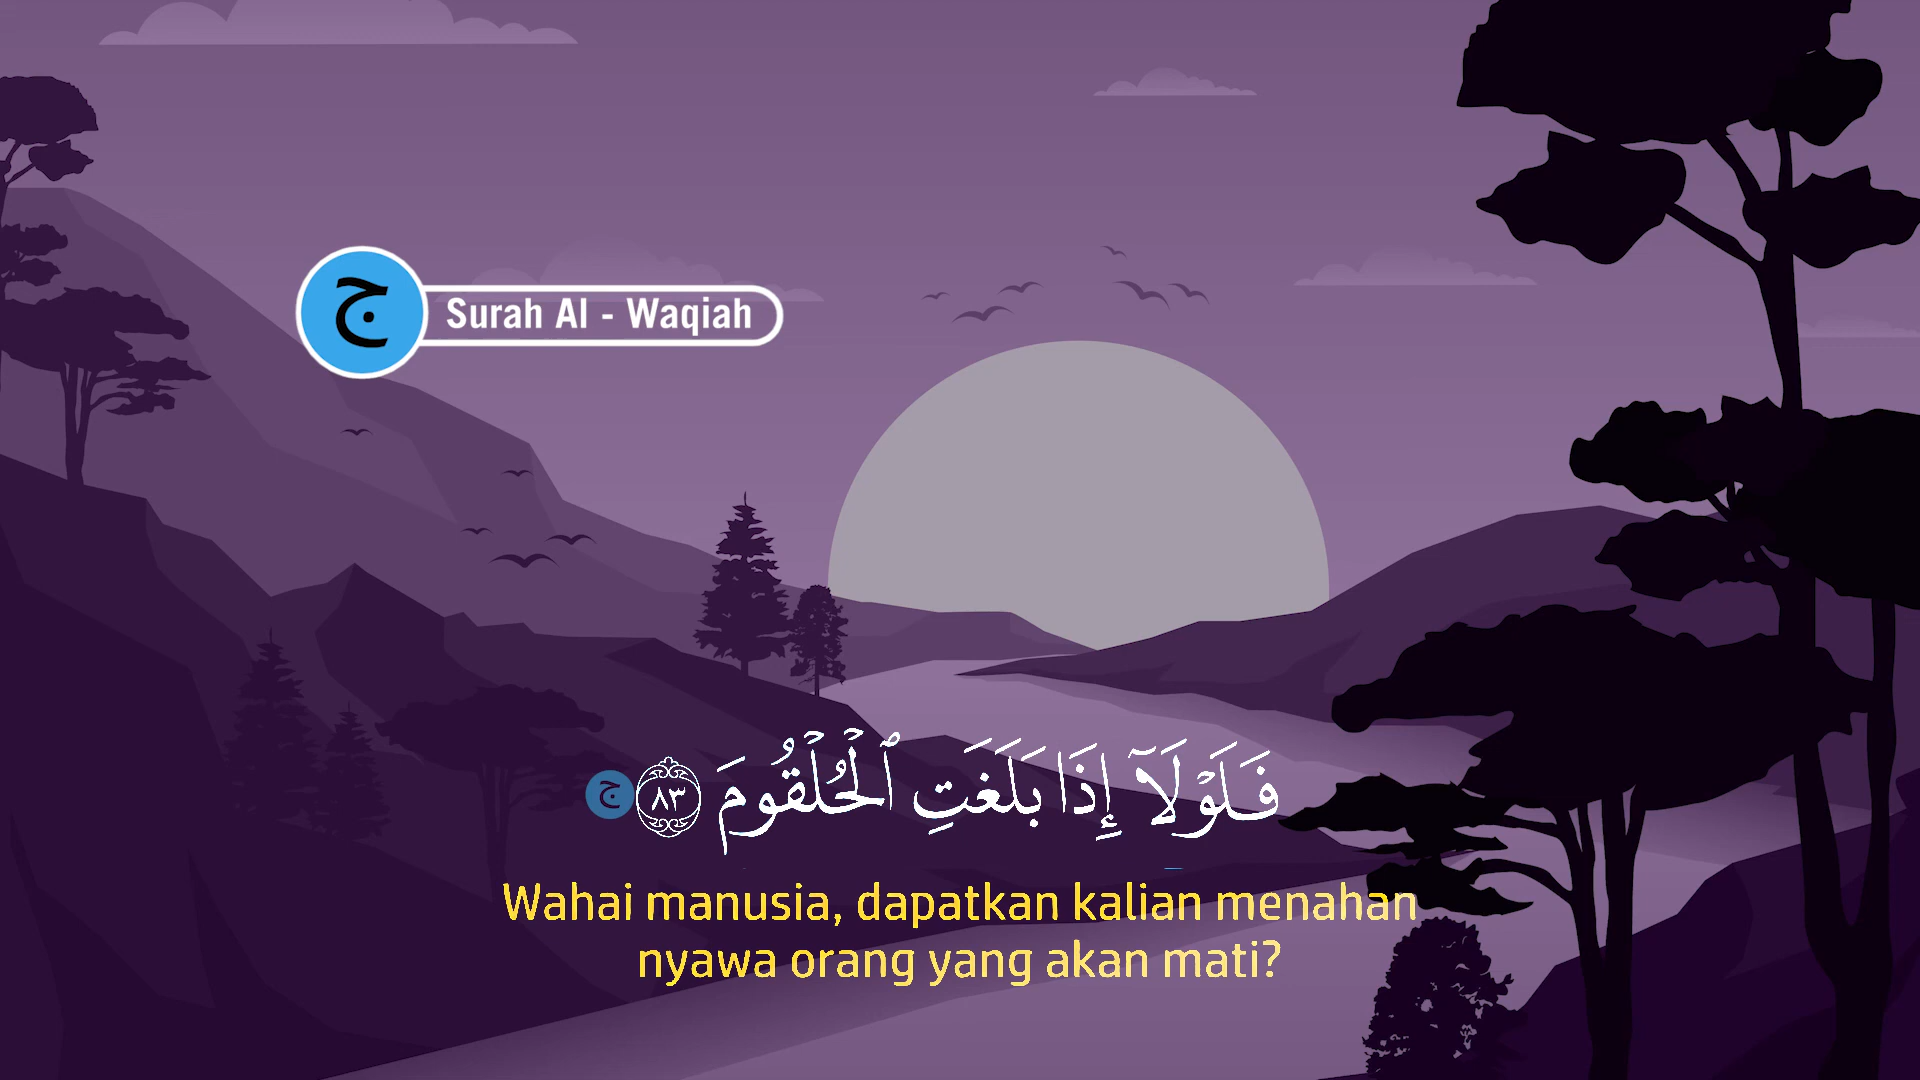 ج
Surah Al - Waqiah
فَلَوْلَآ إِذَا بَلَغَتِ ٱلْحُلْقُومَ ٨٣ ج
Wahai manusia, dapatkan kalian menahan
nyawa orang yang akan mati?